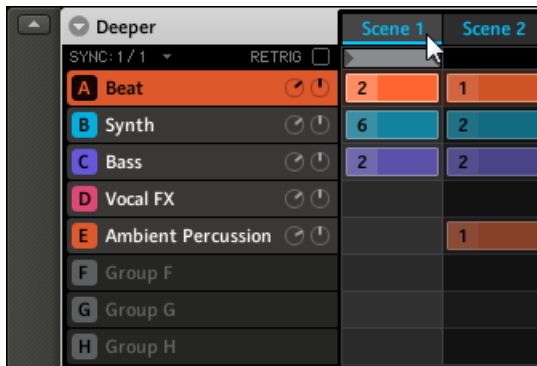 Deeper Scene 1 Scene 2
SYNC: 1 / 1 RETRIG
A Beat 2 1
B Synth 6 2
C Bass 2 2
D Vocal FX
E Ambient Percussion 1
F Group F
G Group G
H Group H